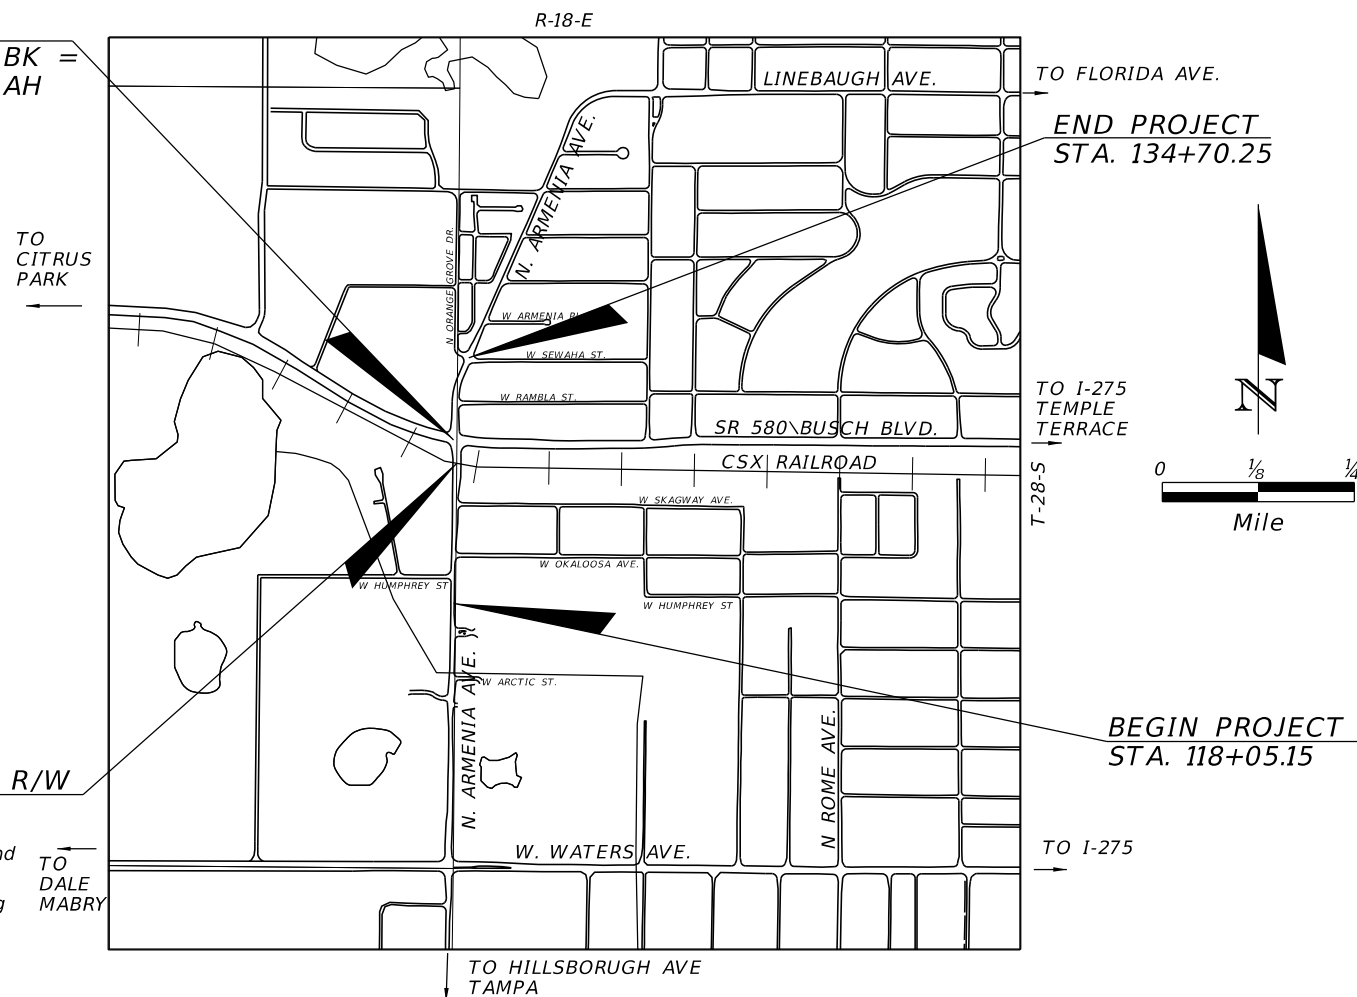 R-18-E
BK =
AH
LINEBAUGH AVE.
TO FLORIDA AVE.
END PROJECT
STA. 134+70.25
N. ARMENIA AVE.
N ORANGE GROVE DR.
TO
CITRUS
PARK
W ARMENIA
W SEWAHA ST.
W RAMBLA ST.
TO I-275
TEMPLE
TERRACE
N
SR 580\BUSCH BLVD.
CSX RAILROAD
0 ⅛ ¼
Mile
T-28-S
W SKAGWAY AVE.
W OKALOOSA AVE.
W HUMPHREY ST
W HUMPHREY ST
W ARCTIC ST.
N. ARMENIA AVE.
N ROME AVE.
BEGIN PROJECT
STA. 118+05.15
R/W
W. WATERS AVE.
TO I-275
TO
DALE
MABRY
TO HILLSBORUGH AVE
TAMPA